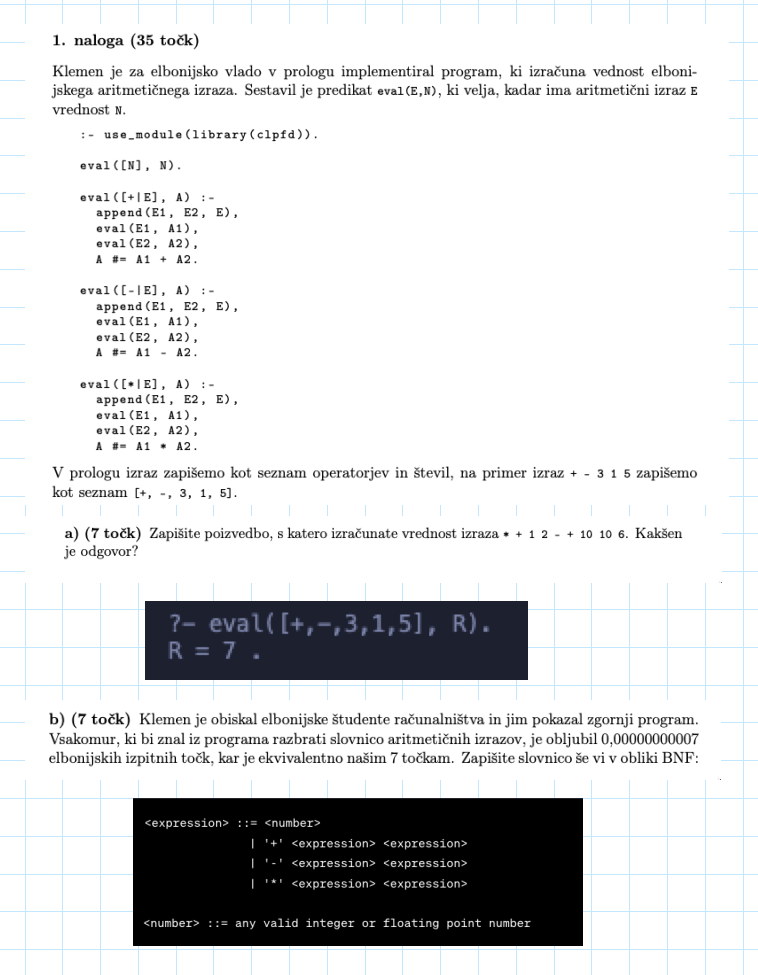 1. naloga (35 točk)
Klemen je za elbonijsko vlado v prologu implementiral program, ki izračuna vednost elboni-
jskega aritmetičnega izraza. Sestavil je predikat eval(E,N), ki velja, kadar ima aritmetični izraz E
vrednost N.
:- use_module(library(clpfd)).
eval([N], N).
eval([+|E], A) :-
append(E1, E2, E),
eval(E1, A1),
eval(E2, A2),
A #= A1 + A2.
eval([-|E], A) :-
append(E1, E2, E),
eval(E1, A1),
eval(E2, A2),
A #= A1 - A2.
eval([*|E], A) :-
append(E1, E2, E),
eval(E1, A1),
eval(E2, A2),
A #= A1 * A2.
V prologu izraz zapišemo kot seznam operatorjev in števil, na primer izraz + - 3 1 5 zapišemo
kot seznam [+, -, 3, 1, 5].
a) (7 točk) Zapišite poizvedbo, s katero izračunate vrednost izraza * + 1 2 - + 10 10 6. Kakšen
je odgovor?
?- eval([+,-,3,1,5], R).
R = 7 .
b) (7 točk) Klemen je obiskal elbonijske študente računalništva in jim pokazal zgornji program.
Vsakomur, ki bi znal iz programa razbrati slovnico aritmetičnih izrazov, je obljubil 0,00000000007
elbonijskih izpitnih točk, kar je ekvivalentno našim 7 točkam. Zapišite slovnico še vi v obliki BNF:
<expression> ::= <number>
| '+' <expression> <expression>
| '-' <expression> <expression>
| '*' <expression> <expression>
<number> ::= any valid integer or floating point number